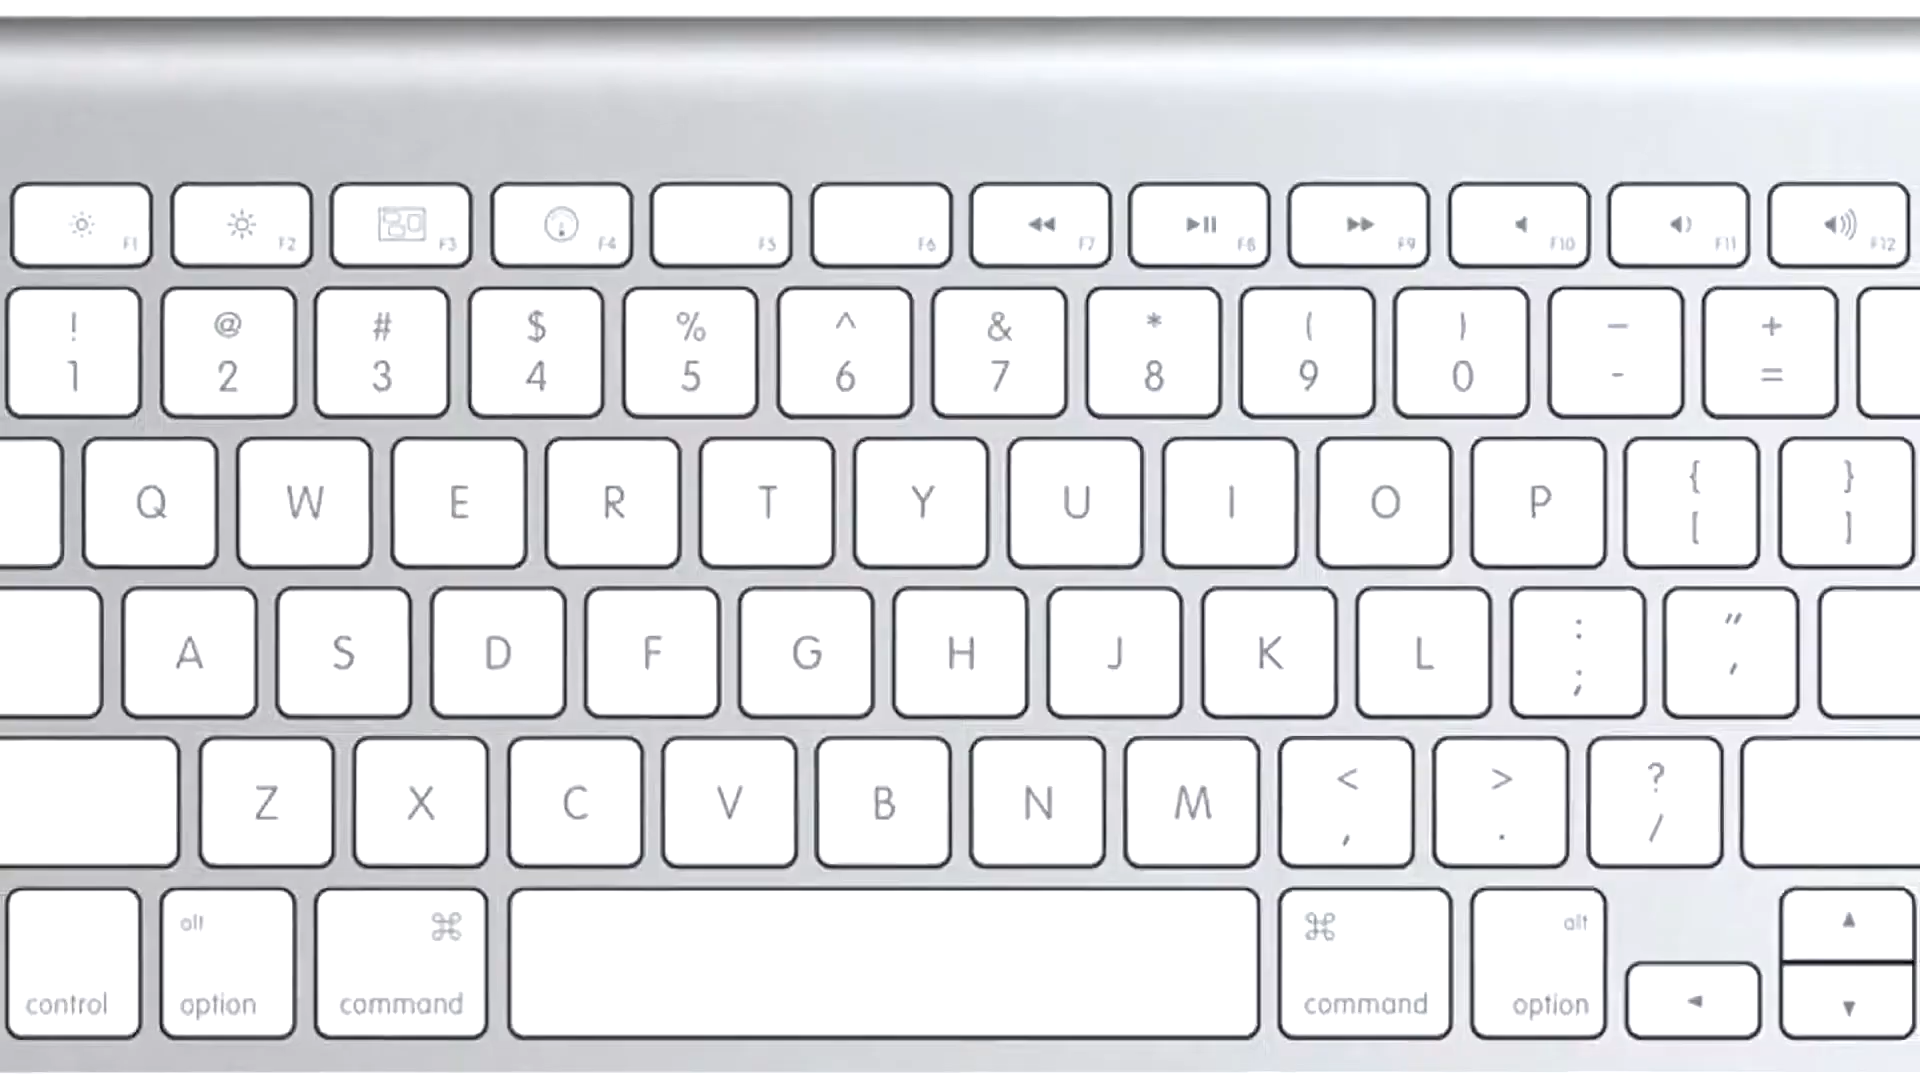 F1 F2 F3 F4 F5 F6 F7 F8 F9 F10 F11 F12
! @ # $ % ^ & * ( ) — +
1 2 3 4 5 6 7 8 9 0 - =
Q W E R T Y U I O P { }
[ ]
A S D F G H J K L : "
; '
Z X C V B N M < > ?
, . /
alt ⌘ ⌘ alt
control option command command option